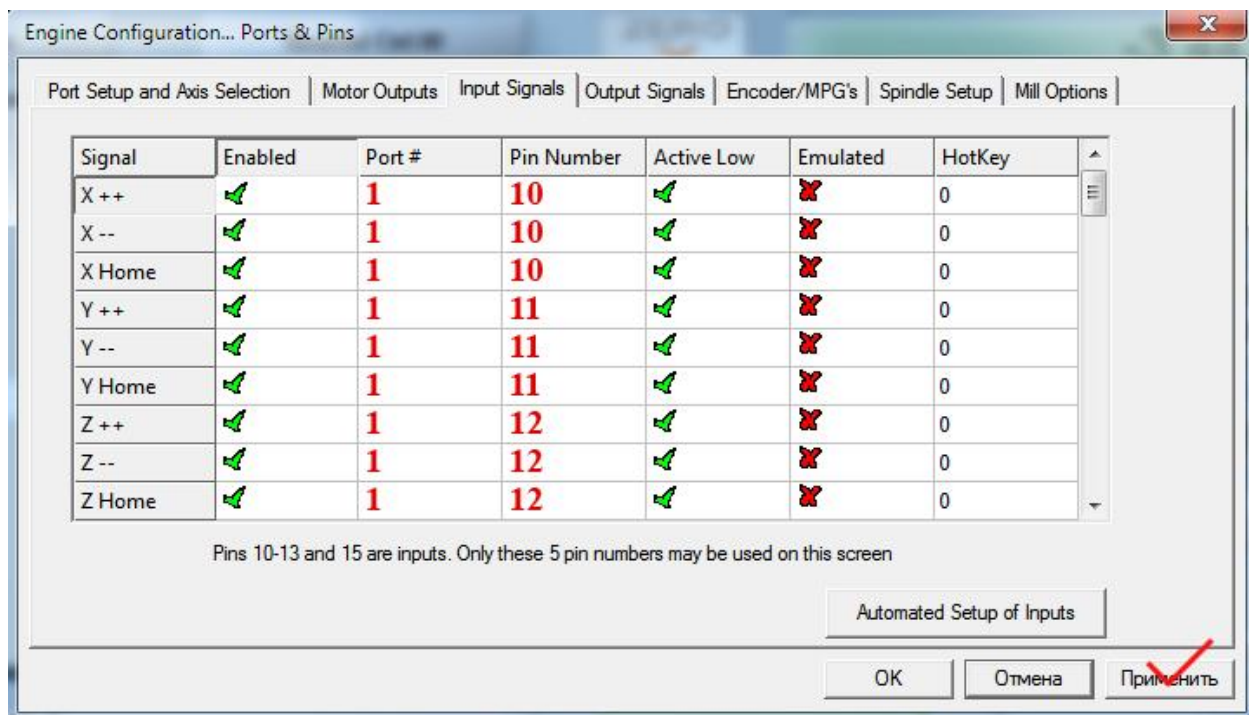 Engine Configuration... Ports & Pins
Port Setup and Axis Selection Motor Outputs Input Signals Output Signals Encoder/MPG's Spindle Setup Mill Options
Signal Enabled Port # Pin Number Active Low Emulated HotKey
X ++ 1 10 0
X -- 1 10 0
X Home 1 10 0
Y ++ 1 11 0
Y -- 1 11 0
Y Home 1 11 0
Z ++ 1 12 0
Z -- 1 12 0
Z Home 1 12 0
Pins 10-13 and 15 are inputs. Only these 5 pin numbers may be used on this screen
Automated Setup of Inputs
OK Отмена Применить